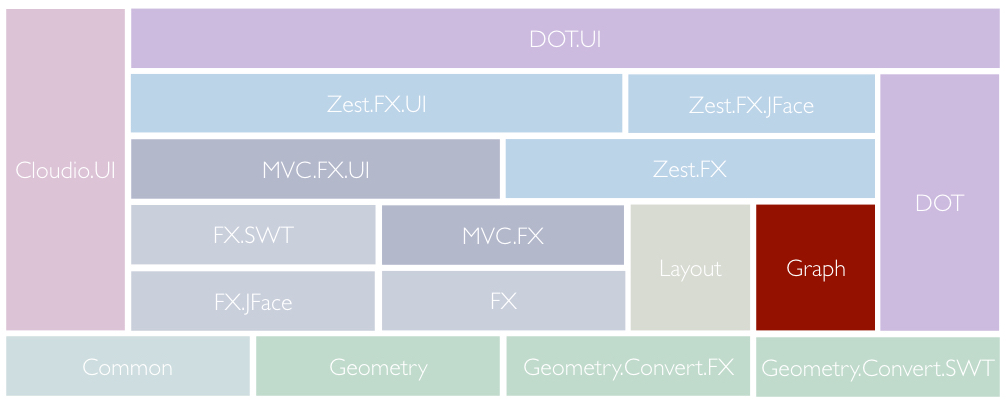 DOT.UI
Zest.FX.UI
Zest.FX.JFace
Cloudio.UI
MVC.FX.UI
Zest.FX
DOT
FX.SWT
MVC.FX
Layout
Graph
FX.JFace
FX
Common
Geometry
Geometry.Convert.FX
Geometry.Convert.SWT